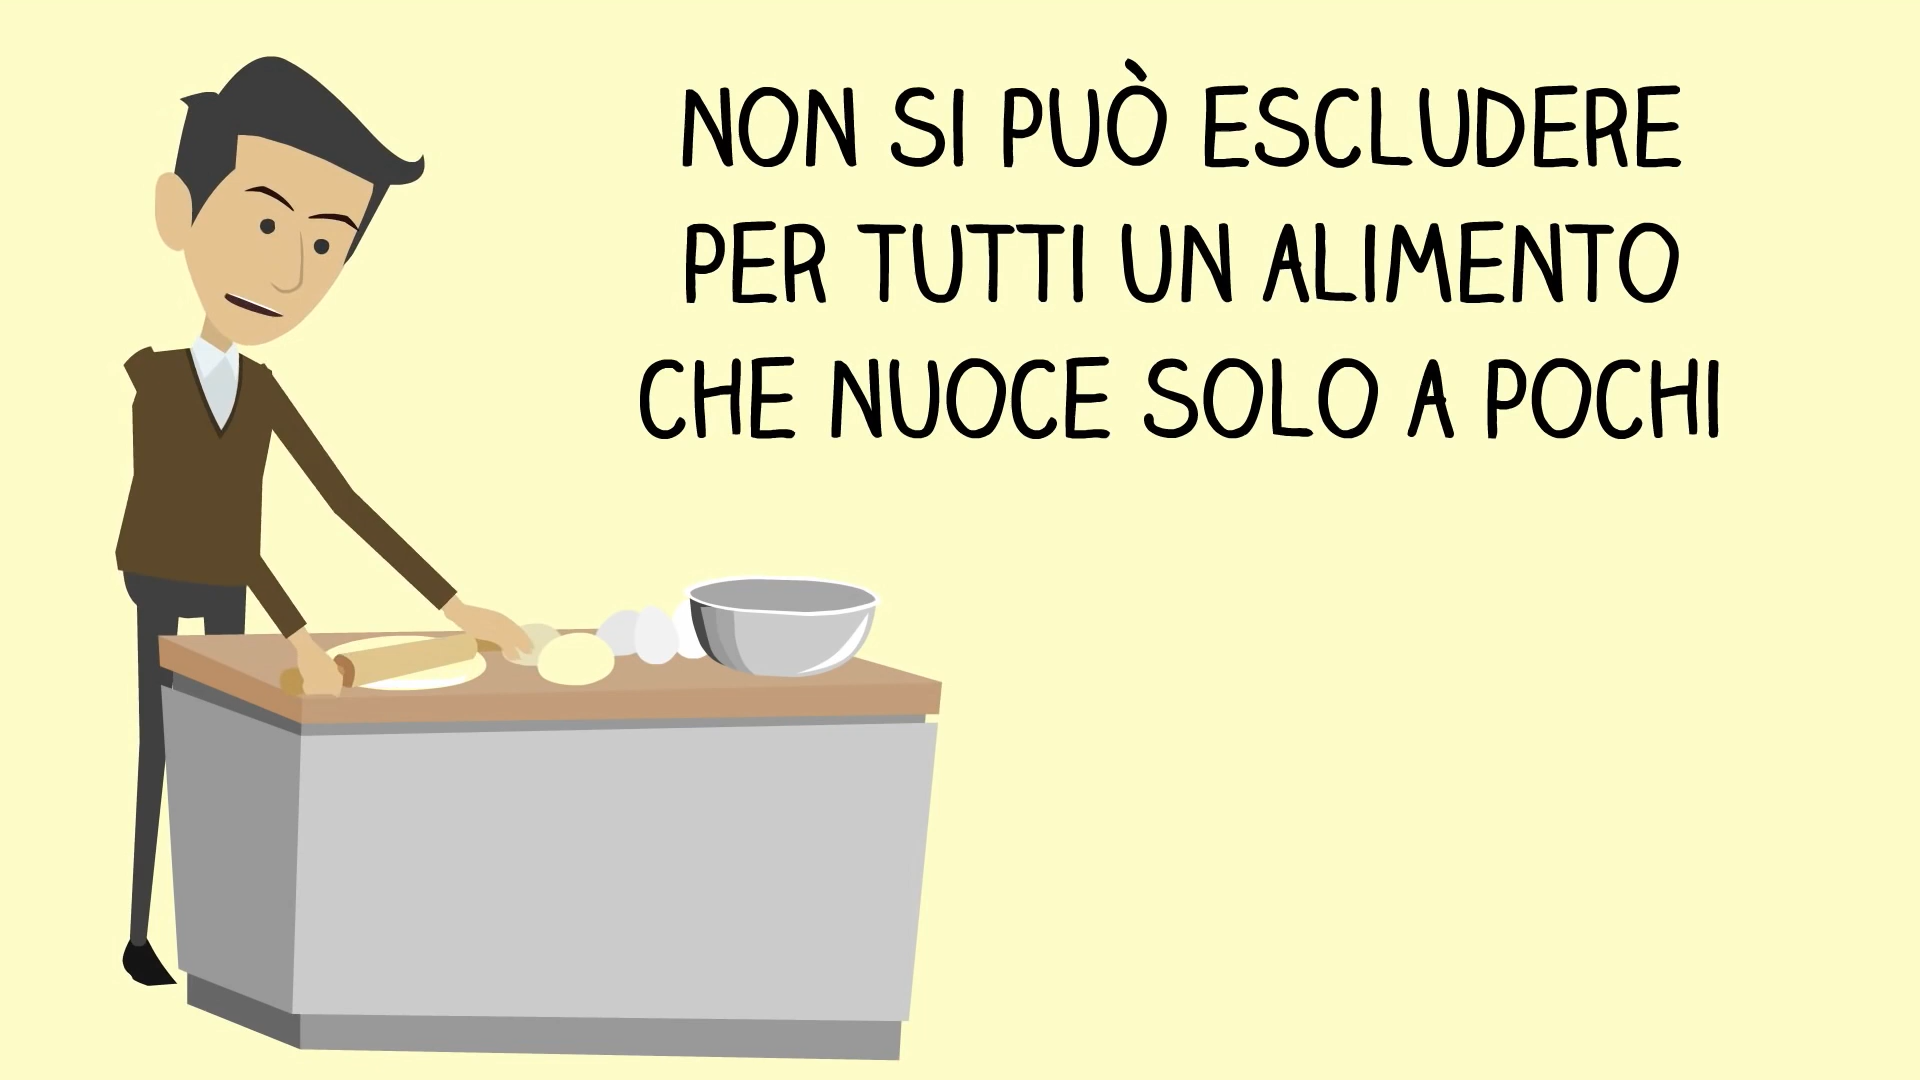 NON SI PUÒ ESCLUDERE
PER TUTTI UN ALIMENTO
CHE NUOCE SOLO A POCHI